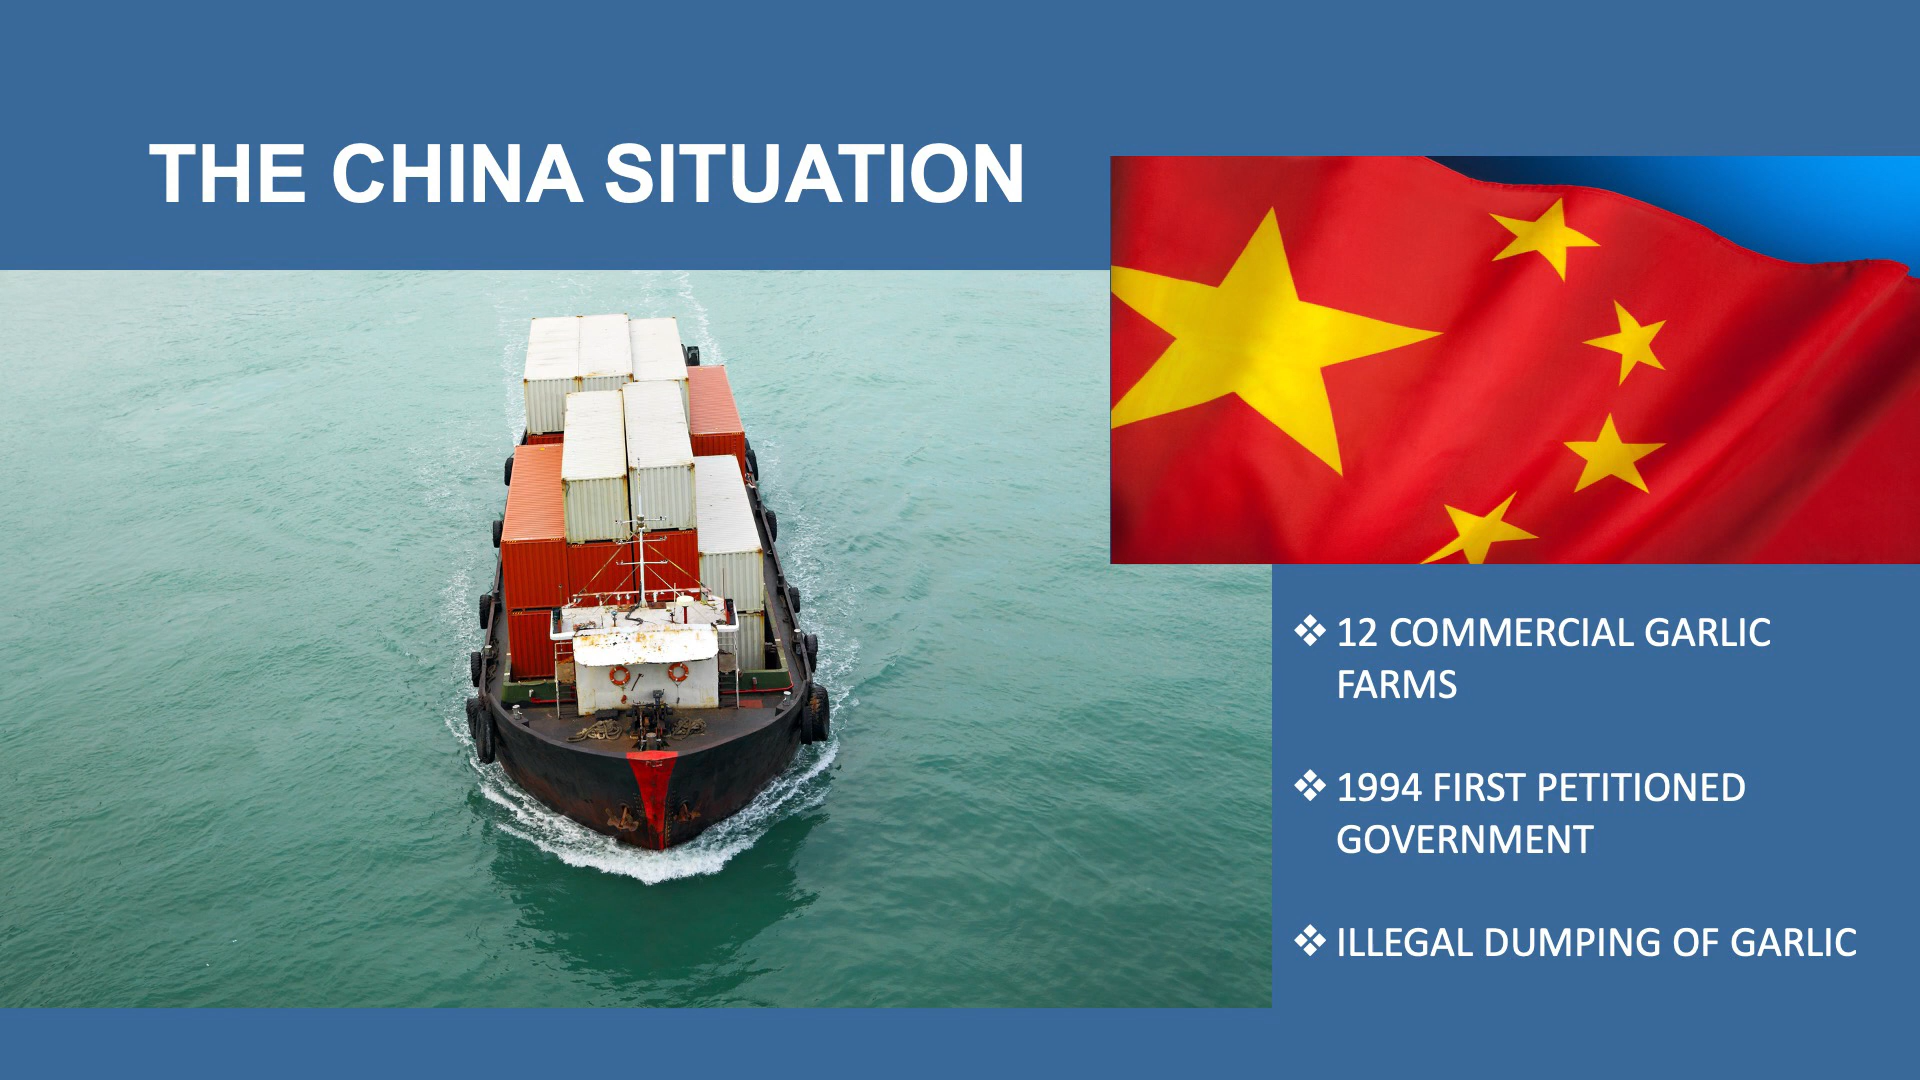 THE CHINA SITUATION
❖ 12 COMMERCIAL GARLIC
FARMS
❖ 1994 FIRST PETITIONED
GOVERNMENT
❖ ILLEGAL DUMPING OF GARLIC